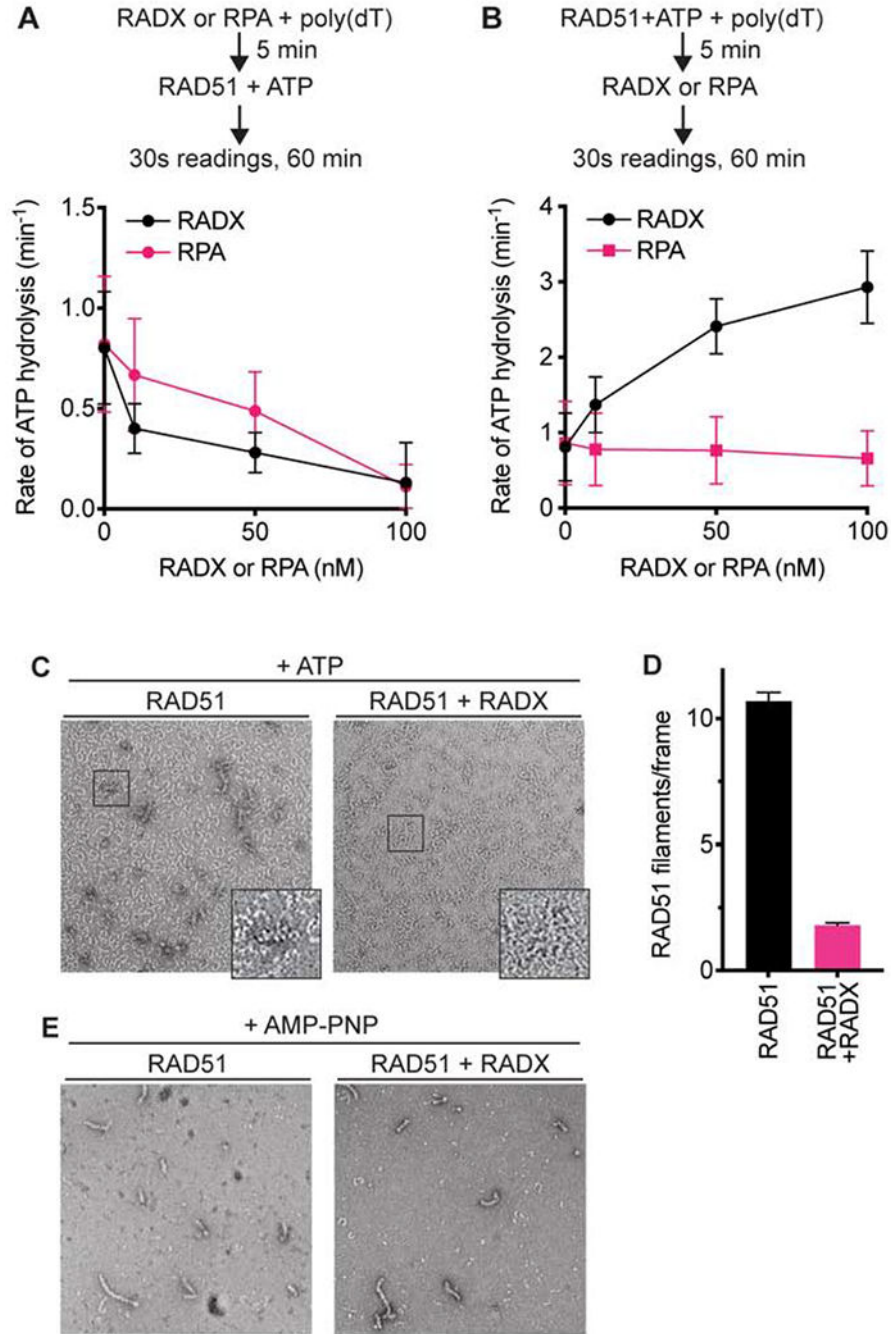 A
RADX or RPA + poly(dT)
5 min
RAD51 + ATP
30s readings, 60 min
Rate of ATP hydrolysis (min⁻¹)
1.5
1.0
0.5
0.0
RADX
RPA
0
50
100
RADX or RPA (nM)
B
RAD51+ATP + poly(dT)
5 min
RADX or RPA
30s readings, 60 min
Rate of ATP hydrolysis (min⁻¹)
4
3
2
1
0
RADX
RPA
0
50
100
RADX or RPA (nM)
C
+ ATP
RAD51
RAD51 + RADX
D
RAD51 filaments/frame
10
5
0
RAD51
RAD51
+RADX
E
+ AMP-PNP
RAD51
RAD51 + RADX